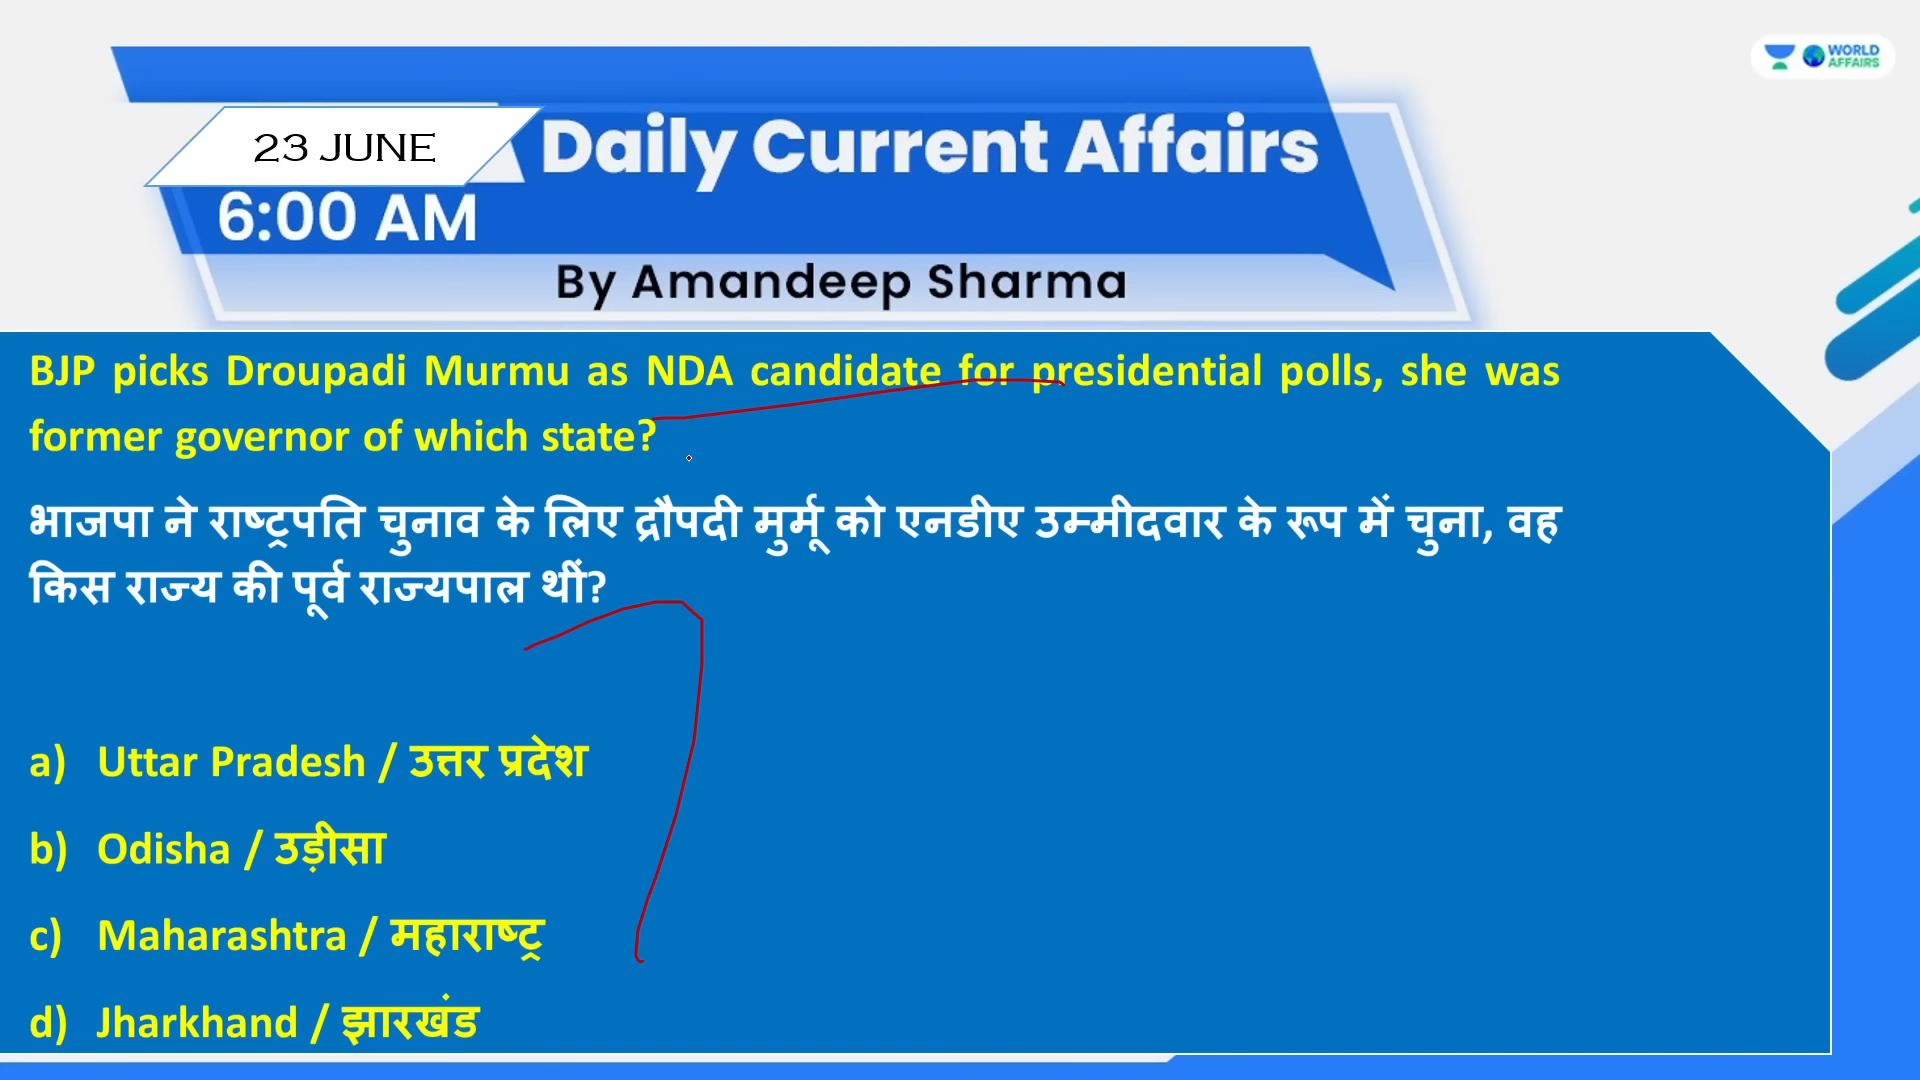 WORLD
AFFAIRS
23 JUNE
Daily Current Affairs
6:00 AM
By Amandeep Sharma
BJP picks Droupadi Murmu as NDA candidate for presidential polls, she was
former governor of which state?
भाजपा ने राष्ट्रपति चुनाव के लिए द्रौपदी मुर्मू को एनडीए उम्मीदवार के रूप में चुना, वह
किस राज्य की पूर्व राज्यपाल थीं?
a) Uttar Pradesh / उत्तर प्रदेश
b) Odisha / उड़ीसा
c) Maharashtra / महाराष्ट्र
d) Jharkhand / झारखंड